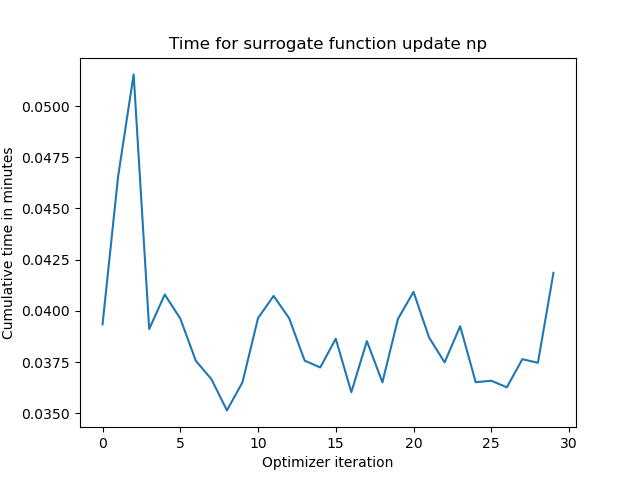 Time for surrogate function update np
Cumulative time in minutes
0.0500
0.0475
0.0450
0.0425
0.0400
0.0375
0.0350
0 5 10 15 20 25 30
Optimizer iteration